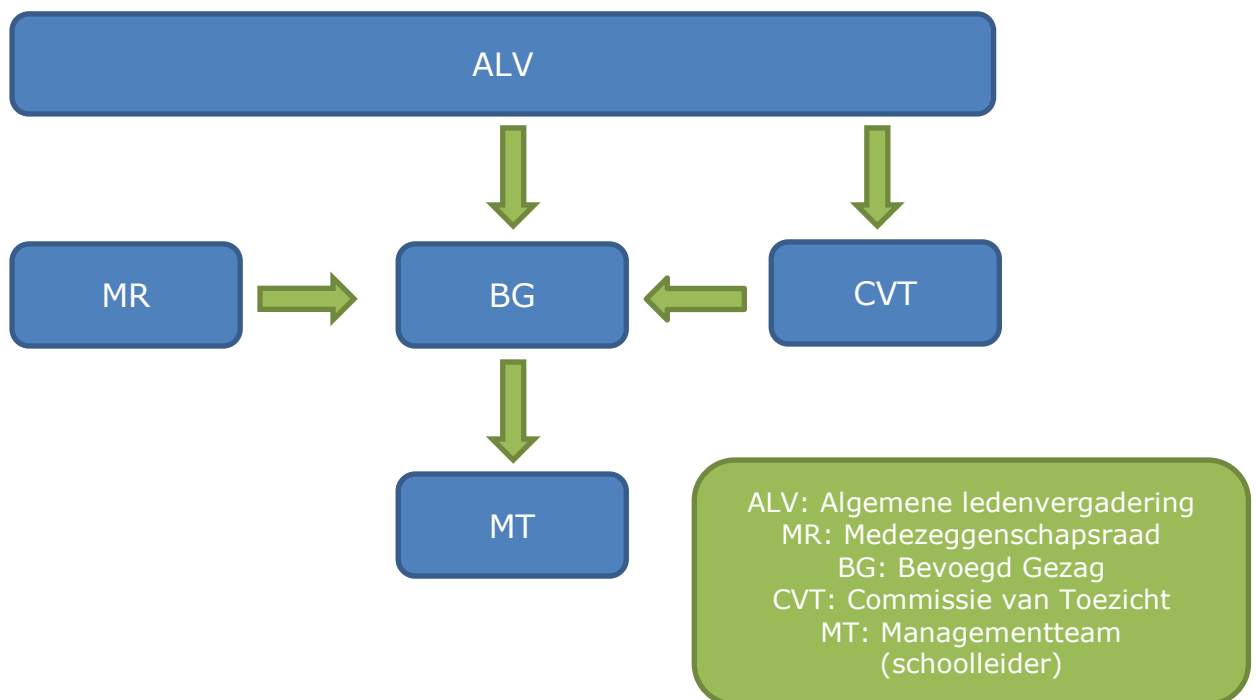 ALV
MR
BG
CVT
MT
ALV: Algemene ledenvergadering
MR: Medezeggenschapsraad
BG: Bevoegd Gezag
CVT: Commissie van Toezicht
MT: Managementteam
(schoolleider)